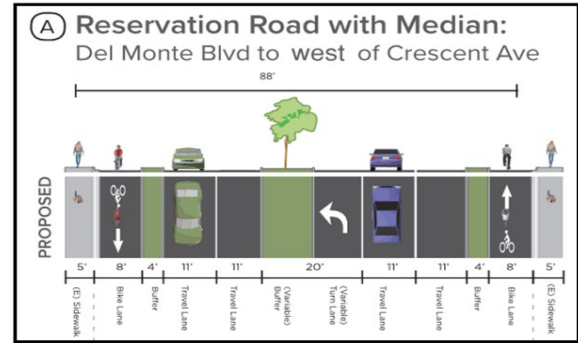 A Reservation Road with Median:
Del Monte Blvd to west of Crescent Ave
88'
PROPOSED
5' 8' 4' 11' 11' 20' 11' 11' 4' 8' 5'
(E) Sidewalk
Bike Lane
Buffer
Travel Lane
Travel Lane
(Variable)
Buffer
(Variable)
Turn Lane
Travel Lane
Travel Lane
Buffer
Bike Lane
(E) Sidewalk